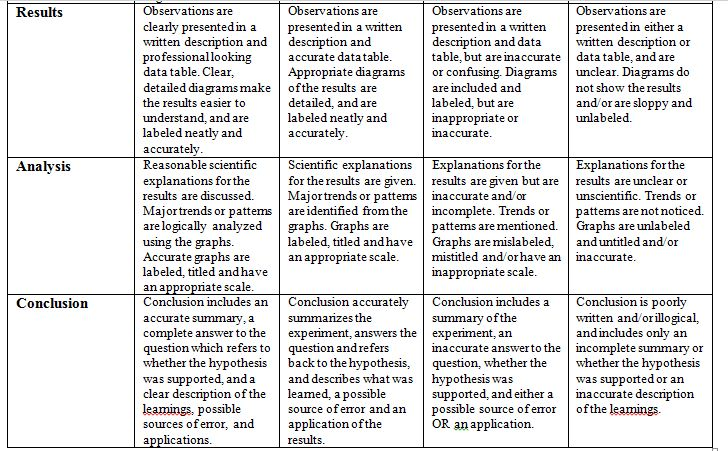 Results
Observations are
clearly presented in a
written description and
professional looking
data table. Clear,
detailed diagrams make
the results easier to
understand, and are
labeled neatly and
accurately.
Observations are
presented in a written
description and
accurate data table.
Appropriate diagrams
of the results are
detailed, and are
labeled neatly and
accurately.
Observations are
presented in a written
description and data
table, but are inaccurate
or confusing. Diagrams
are included and
labeled, but are
inappropriate or
inaccurate.
Observations are
presented in either a
written description or
data table, and are
unclear. Diagrams do
not show the results
and/or are sloppy and
unlabeled.
Analysis
Reasonable scientific
explanations for the
results are discussed.
Major trends or patterns
are logically analyzed
using the graphs.
Accurate graphs are
labeled, titled and have
an appropriate scale.
Scientific explanations
for the results are given.
Major trends or patterns
are identified from the
graphs. Graphs are
labeled, titled and have
an appropriate scale.
Explanations for the
results are given but are
inaccurate and/or
incomplete. Trends or
patterns are mentioned.
Graphs are mislabeled,
mistitled and/or have an
inappropriate scale.
Explanations for the
results are unclear or
unscientific. Trends or
patterns are not noticed.
Graphs are unlabeled
and untitled and/or
inaccurate.
Conclusion
Conclusion includes an
accurate summary, a
complete answer to the
question which refers to
whether the hypothesis
was supported, and a
clear description of the
learnings, possible
sources of error, and
applications.
Conclusion accurately
summarizes the
experiment, answers the
question and refers
back to the hypothesis,
and describes what was
learned, a possible
source of error and an
application of the
results.
Conclusion includes a
summary of the
experiment, an
inaccurate answer to the
question, whether the
hypothesis was
supported, and either a
possible source of error
OR an application.
Conclusion is poorly
written and/or illogical,
and includes only an
incomplete summary or
whether the hypothesis
was supported or an
inaccurate description
of the learnings.